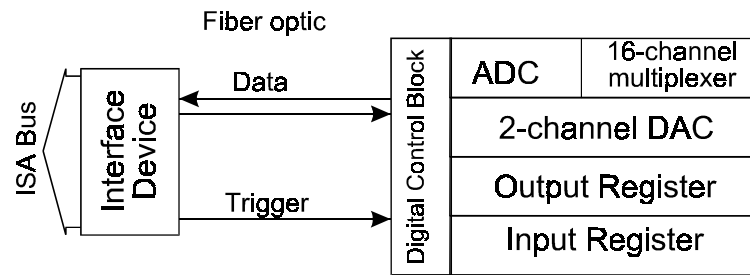 Fiber optic
ISA Bus
Interface
Device
Data
Trigger
Digital Control Block
ADC
16-channel
multiplexer
2-channel DAC
Output Register
Input Register